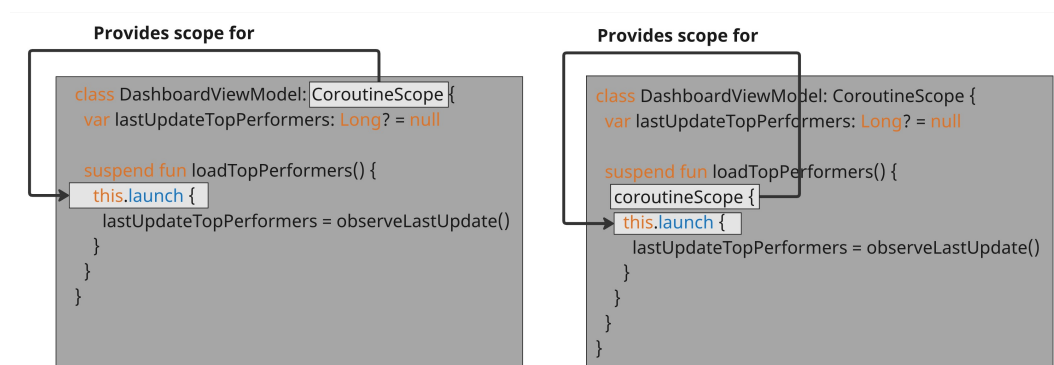 Provides scope for
class DashboardViewModel: CoroutineScope {
var lastUpdateTopPerformers: Long? = null
suspend fun loadTopPerformers() {
this.launch {
lastUpdateTopPerformers = observeLastUpdate()
}
}
}
Provides scope for
class DashboardViewModel: CoroutineScope {
var lastUpdateTopPerformers: Long? = null
suspend fun loadTopPerformers() {
coroutineScope {
this.launch {
lastUpdateTopPerformers = observeLastUpdate()
}
}
}
}